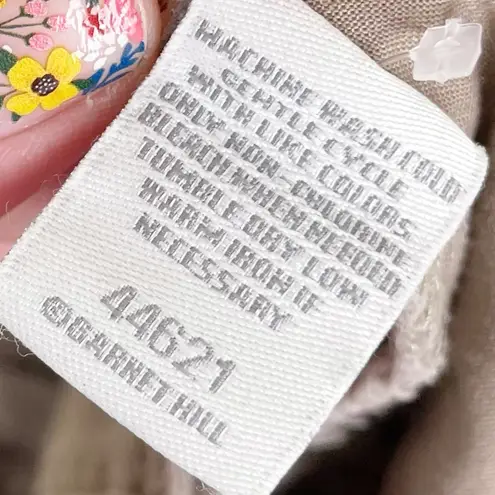 MACHINE WASH COLD
GENTLE CYCLE
WITH LIKE COLORS
ONLY NON-CHLORINE
BLEACH WHEN NEEDED
TUMBLE DRY LOW
WARM IRON IF
NECESSARY
44621
©GARNET HILL